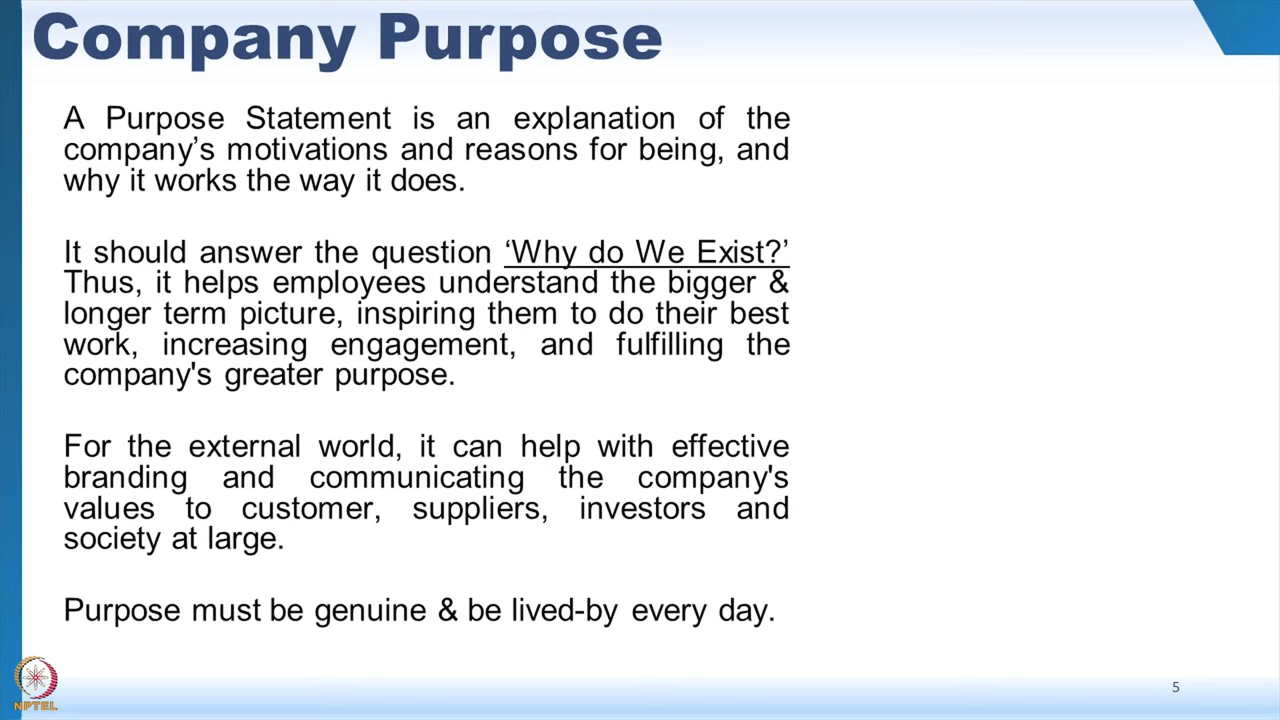 Company Purpose
A Purpose Statement is an explanation of the
company’s motivations and reasons for being, and
why it works the way it does.
It should answer the question ‘Why do We Exist?’
Thus, it helps employees understand the bigger &
longer term picture, inspiring them to do their best
work, increasing engagement, and fulfilling the
company's greater purpose.
For the external world, it can help with effective
branding and communicating the company's
values to customer, suppliers, investors and
society at large.
Purpose must be genuine & be lived-by every day.
NPTEL
5